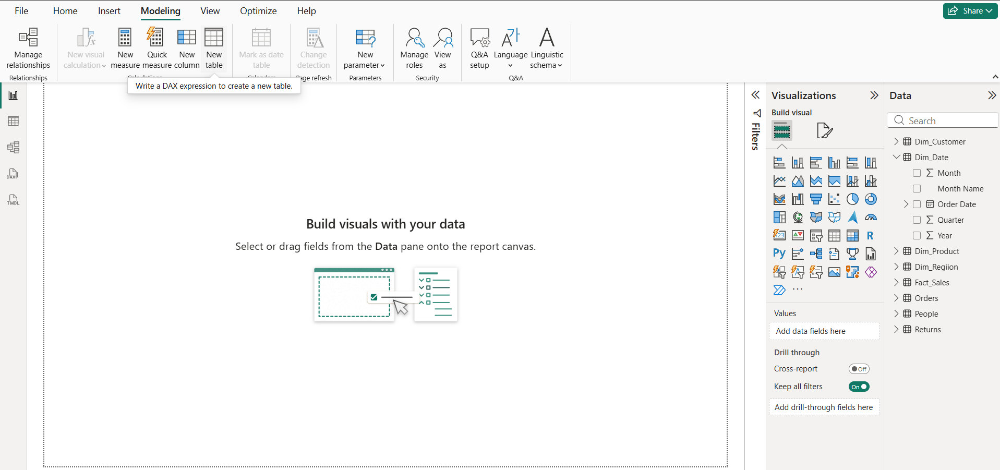 File Home Insert Modeling View Optimize Help
Share
Manage relationships
New visual calculation
New measure
Quick measure
New column
New table
Mark as date table
Change detection
New parameter
Manage roles
View as
Q&A setup
Language
Linguistic schema
Relationships
Page refresh
Parameters
Security
Q&A
Write a DAX expression to create a new table.
DAX
TMDL
Build visuals with your data
Select or drag fields from the Data pane onto the report canvas.
Filters
Visualizations
Build visual
123
R
Py
Values
Add data fields here
Drill through
Cross-report
Off
Keep all filters
On
Add drill-through fields here
Data
Search
Dim_Customer
Dim_Date
Month
Month Name
Order Date
Quarter
Year
Dim_Product
Dim_Regiion
Fact_Sales
Orders
People
Returns